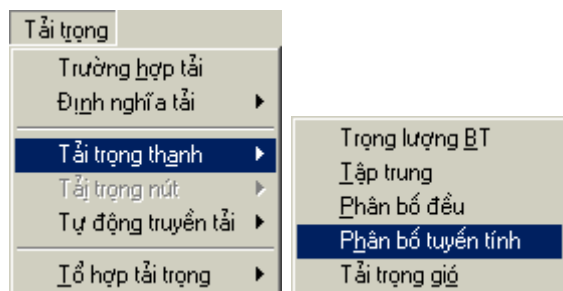 Tải trọng
Trường hợp tải
Định nghĩa tải
Tải trọng thanh
Tải trọng nút
Tự động truyền tải
Tổ hợp tải trọng
Trọng lượng BT
Tập trung
Phân bố đều
Phân bố tuyến tính
Tải trọng gió